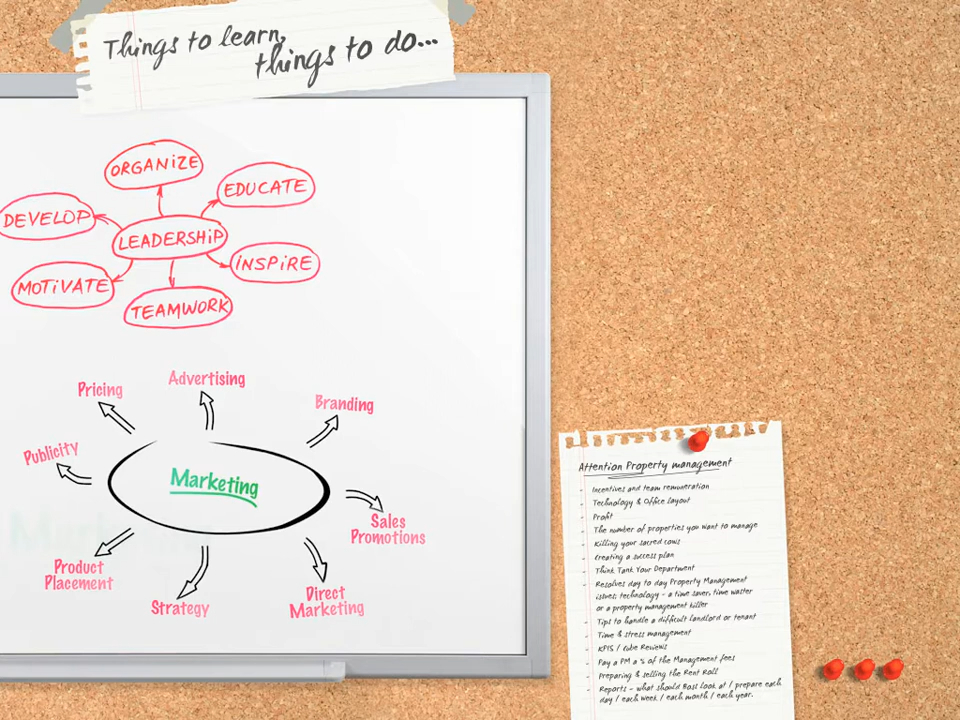 Things to learn,
things to do...
ORGANIZE
EDUCATE
DEVELOP
LEADERSHIP
INSPIRE
MOTIVATE
TEAMWORK
Advertising
Pricing
Branding
Publicity
Marketing
Sales
Promotions
Product
Placement
Strategy
Direct
Marketing
Attention Property management
- Incentives and team remuneration
- Technology & Office Layout
- Profit
- The number of properties you want to manage
- Killing your sacred cows
- Creating a success plan
- Think Tank Your Department
- Resolves day to day Property Management
issues technology - a time saver, time waster
or a property management killer
- Tips to handle a difficult landlord or tenant
- Time & stress management
- KPIS / Cube Reviews
- Pay a PM a % of the Management fees
- Preparing & selling the Rent Roll
- Reports - what should Boss look at / prepare each
day / each week / each month / each year.